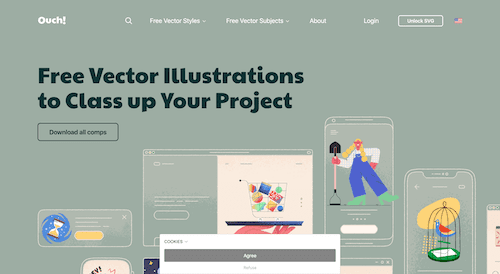 Ouch!
Free Vector Styles
Free Vector Subjects
About
Login
Unlock SVG
Free Vector Illustrations
to Class up Your Project
Download all comps
COOKIES
Agree
Refuse